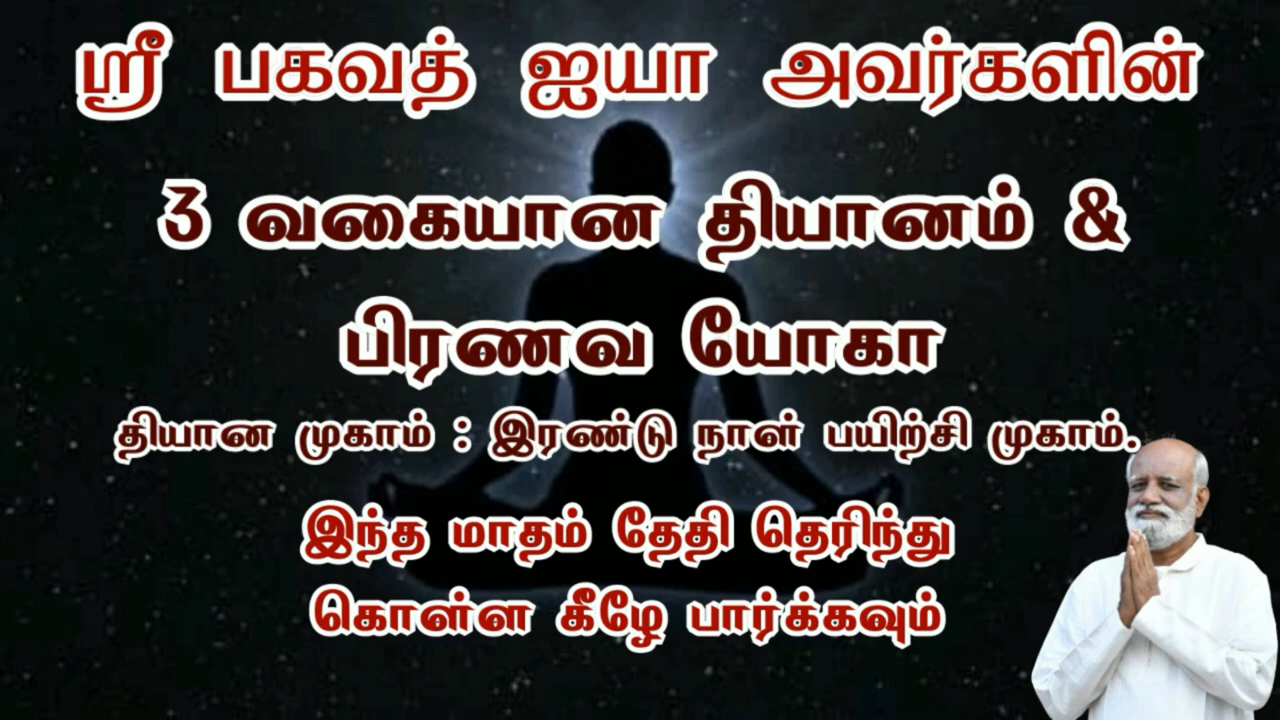 ஸ்ரீ பகவத் ஐயா அவர்களின்
3 வகையான தியானம் &
பிரணவ யோகா
தியான முகாம் : இரண்டு நாள் பயிற்சி முகாம்.
இந்த மாதம் தேதி தெரிந்து
கொள்ள கீழே பார்க்கவும்